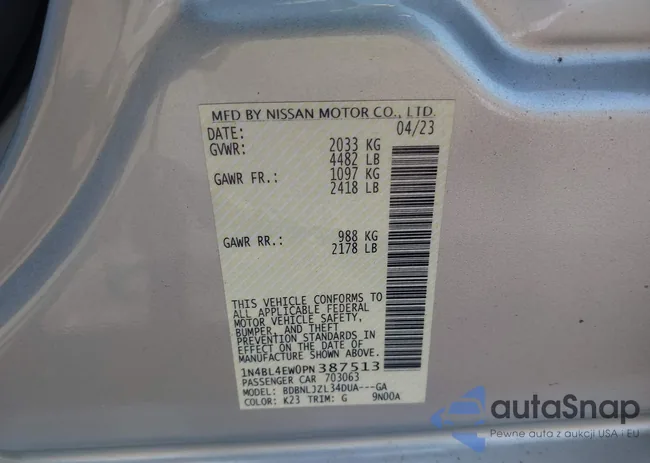 MFD BY NISSAN MOTOR CO., LTD.
DATE: 04/23
GVWR: 2033 KG
4482 LB
GAWR FR.: 1097 KG
2418 LB
GAWR RR.: 988 KG
2178 LB
THIS VEHICLE CONFORMS TO
ALL APPLICABLE FEDERAL
MOTOR VEHICLE SAFETY,
BUMPER, AND THEFT
PREVENTION STANDARDS IN
EFFECT ON THE DATE OF
MANUFACTURE SHOWN ABOVE.
1N4BL4EW0PN387513
PASSENGER CAR 703063
MODEL: BDBNLJZL34DUA---GA
COLOR: K23 TRIM: G 9N00A
autaSnap
Pewne auta z aukcji USA i EU